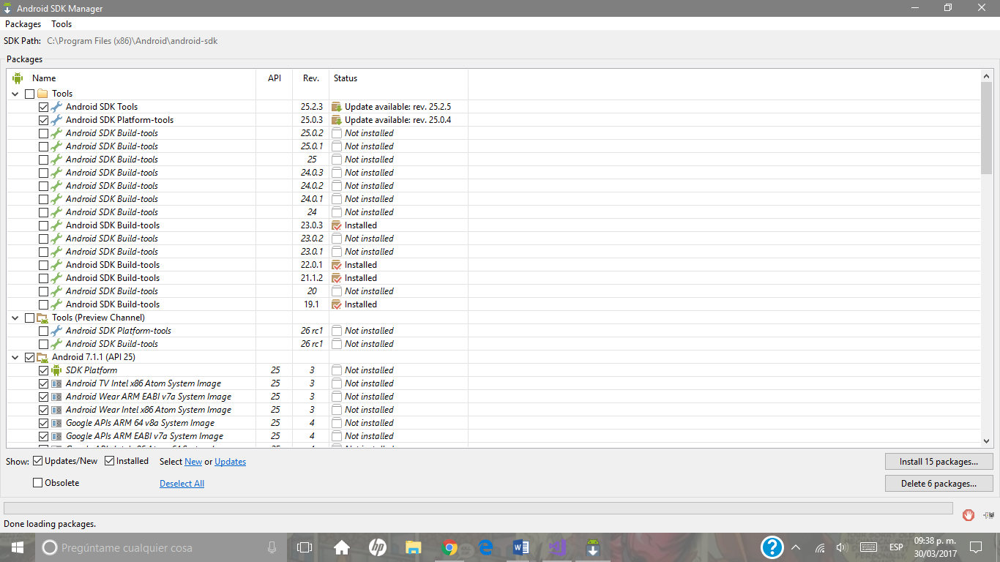 Android SDK Manager
Packages Tools
SDK Path: C:\Program Files (x86)\Android\android-sdk
Packages
Name API Rev. Status
Tools
Android SDK Tools 25.2.3 Update available: rev. 25.2.5
Android SDK Platform-tools 25.0.3 Update available: rev. 25.0.4
Android SDK Build-tools 25.0.2 Not installed
Android SDK Build-tools 25.0.1 Not installed
Android SDK Build-tools 25 Not installed
Android SDK Build-tools 24.0.3 Not installed
Android SDK Build-tools 24.0.2 Not installed
Android SDK Build-tools 24.0.1 Not installed
Android SDK Build-tools 24 Not installed
Android SDK Build-tools 23.0.3 Installed
Android SDK Build-tools 23.0.2 Not installed
Android SDK Build-tools 23.0.1 Not installed
Android SDK Build-tools 22.0.1 Installed
Android SDK Build-tools 21.1.2 Installed
Android SDK Build-tools 20 Not installed
Android SDK Build-tools 19.1 Installed
Tools (Preview Channel)
Android SDK Platform-tools 26 rc1 Not installed
Android SDK Build-tools 26 rc1 Not installed
Android 7.1.1 (API 25)
SDK Platform 25 3 Not installed
Android TV Intel x86 Atom System Image 25 3 Not installed
Android Wear ARM EABI v7a System Image 25 3 Not installed
Android Wear Intel x86 Atom System Image 25 3 Not installed
Google APIs ARM 64 v8a System Image 25 4 Not installed
Google APIs ARM EABI v7a System Image 25 4 Not installed
Show: Updates/New Installed Select New or Updates Install 15 packages...
Obsolete Deselect All Delete 6 packages...
Done loading packages.
Pregúntame cualquier cosa
hp
ESP
09:38 p. m.
30/03/2017